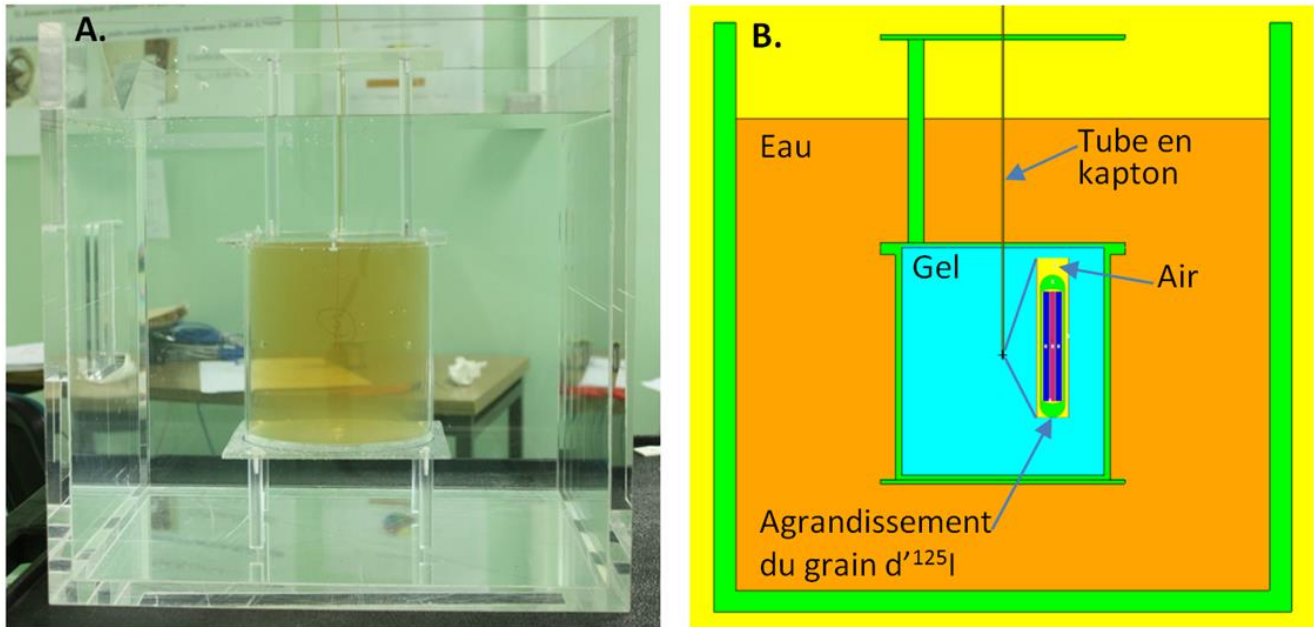 A.
B.
Eau
Tube en
kapton
Gel
Air
Agrandissement
du grain d'¹²⁵I